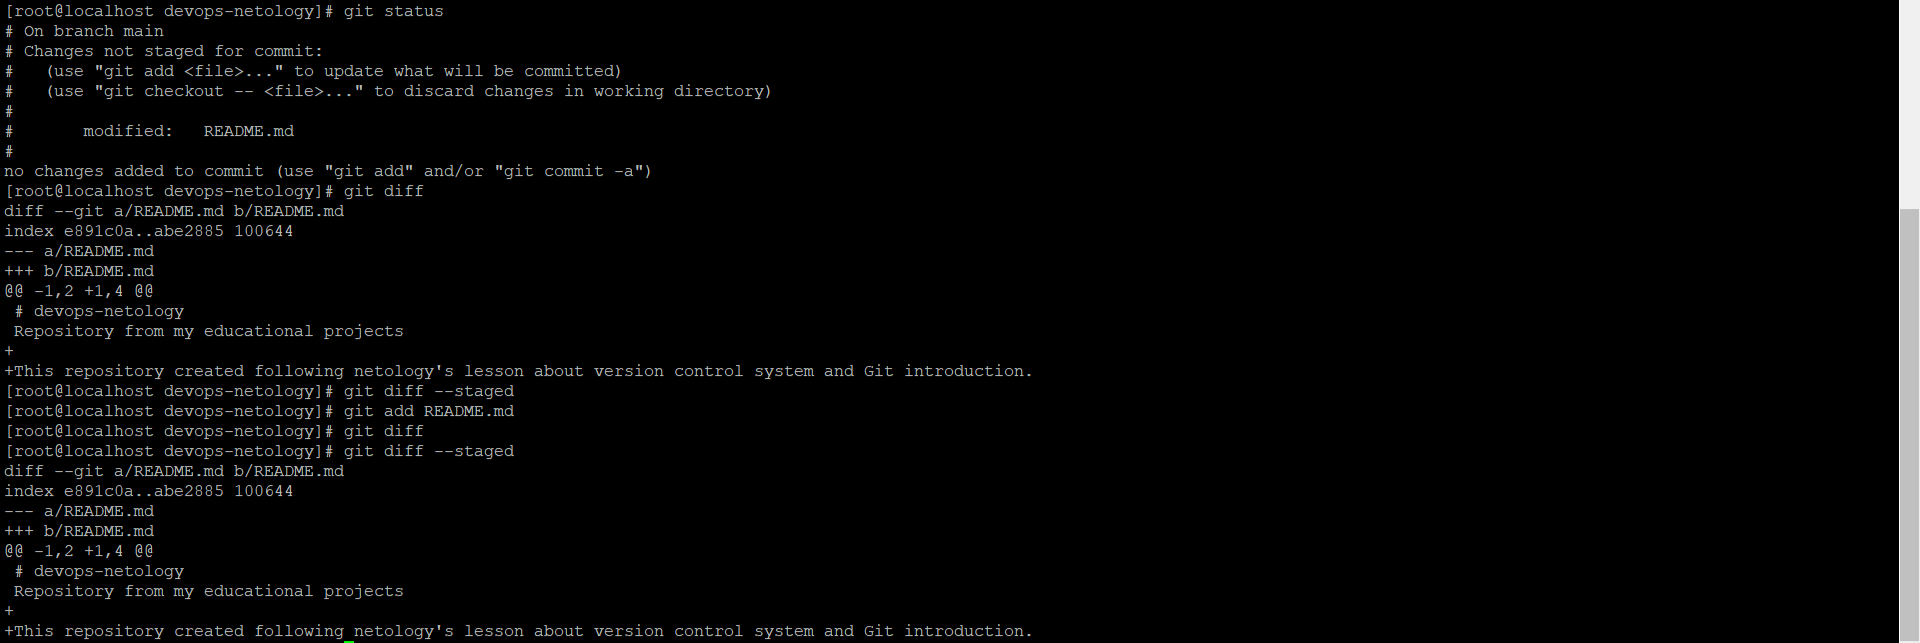 [root@localhost devops-netology]# git status
# On branch main
# Changes not staged for commit:
#   (use "git add <file>..." to update what will be committed)
#   (use "git checkout -- <file>..." to discard changes in working directory)
#
#       modified:   README.md
#
no changes added to commit (use "git add" and/or "git commit -a")
[root@localhost devops-netology]# git diff
diff --git a/README.md b/README.md
index e891c0a..abe2885 100644
--- a/README.md
+++ b/README.md
@@ -1,2 +1,4 @@
 # devops-netology
 Repository from my educational projects
+
+This repository created following netology's lesson about version control system and Git introduction.
[root@localhost devops-netology]# git diff --staged
[root@localhost devops-netology]# git add README.md
[root@localhost devops-netology]# git diff
[root@localhost devops-netology]# git diff --staged
diff --git a/README.md b/README.md
index e891c0a..abe2885 100644
--- a/README.md
+++ b/README.md
@@ -1,2 +1,4 @@
 # devops-netology
 Repository from my educational projects
+
+This repository created following netology's lesson about version control system and Git introduction.